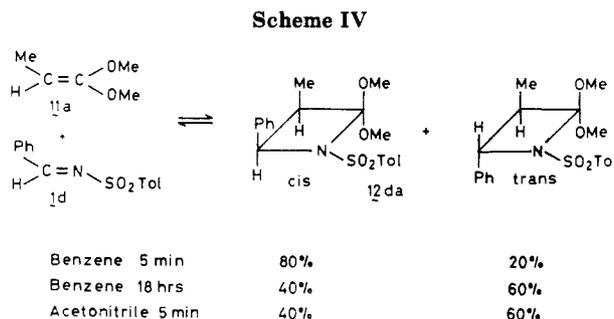 Scheme IV
Me
H
C=C
OMe
OMe
11a
+
Ph
H
C=N
SO2Tol
1d
⇌
Ph
Me
OMe
OMe
H
N
H
SO2Tol
cis
12da
+
Me
OMe
H
H
OMe
N
Ph
SO2To
trans
Benzene 5 min 80% 20%
Benzene 18 hrs 40% 60%
Acetonitrile 5 min 40% 60%